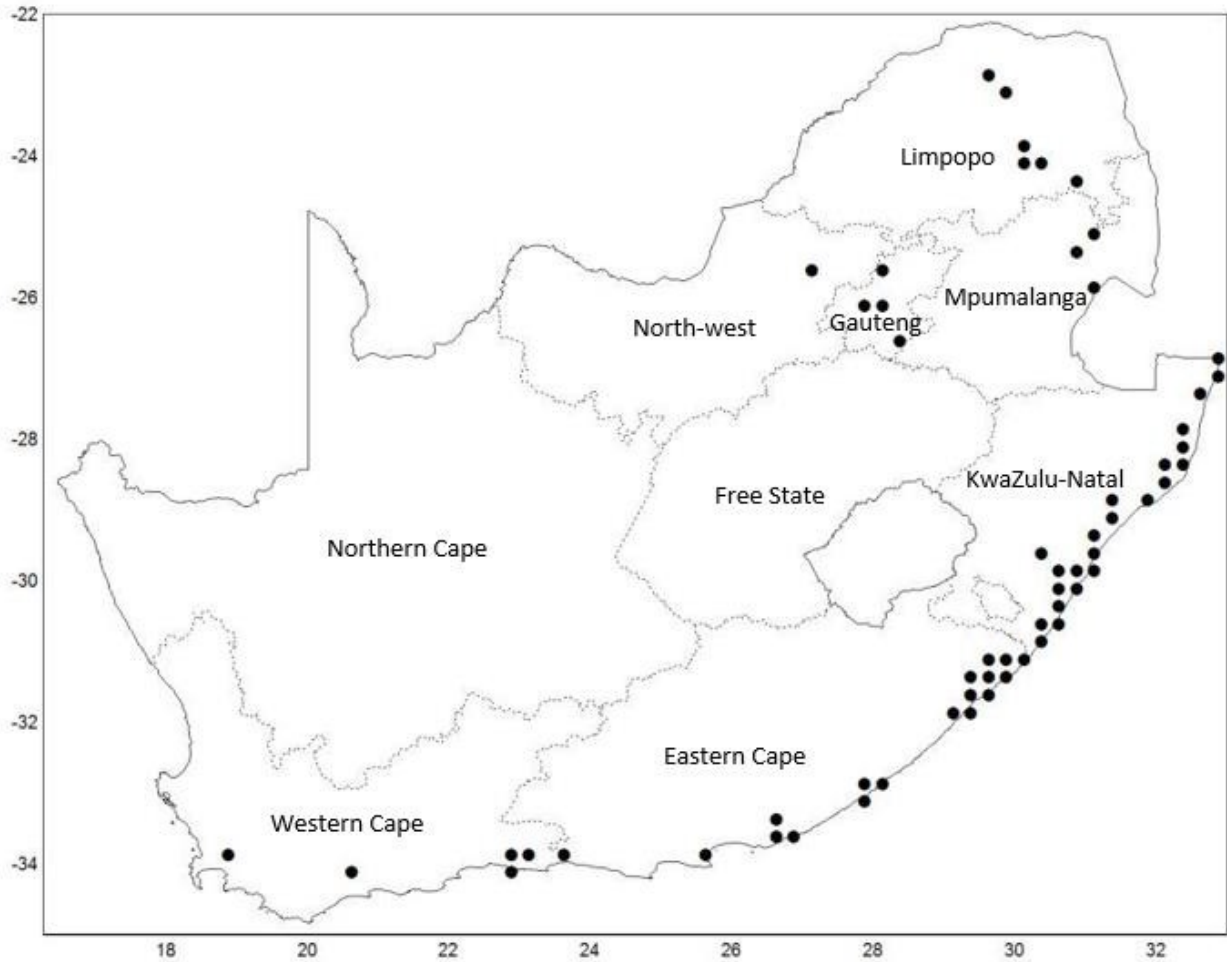 -22
-24
Limpopo
-26
Mpumalanga
North-west
Gauteng
-28
KwaZulu-Natal
Free State
Northern Cape
-30
-32
Eastern Cape
Western Cape
-34
18 20 22 24 26 28 30 32